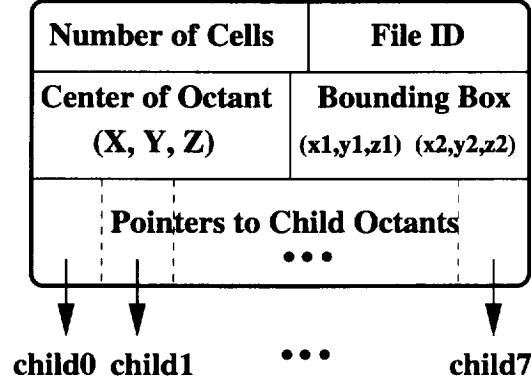 Number of Cells File ID
Center of Octant Bounding Box
(X, Y, Z) (x1,y1,z1) (x2,y2,z2)
Pointers to Child Octants
•••
child0 child1 ••• child7